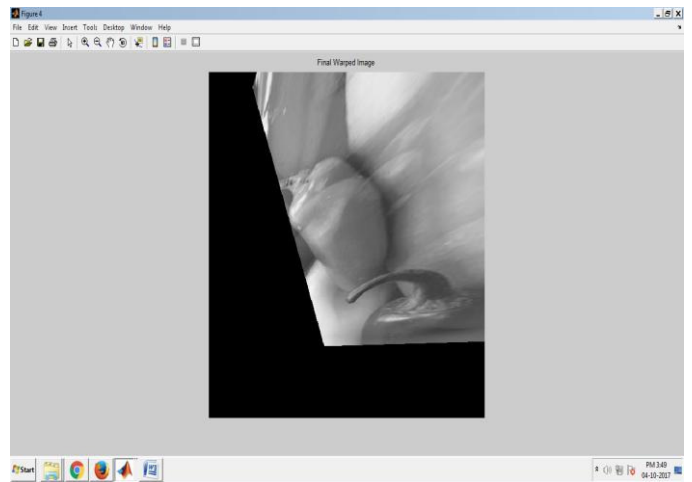 Figure 4
File Edit View Insert Tools Desktop Window Help
Final Warped Image
Start
PM 3:49
04-10-2017